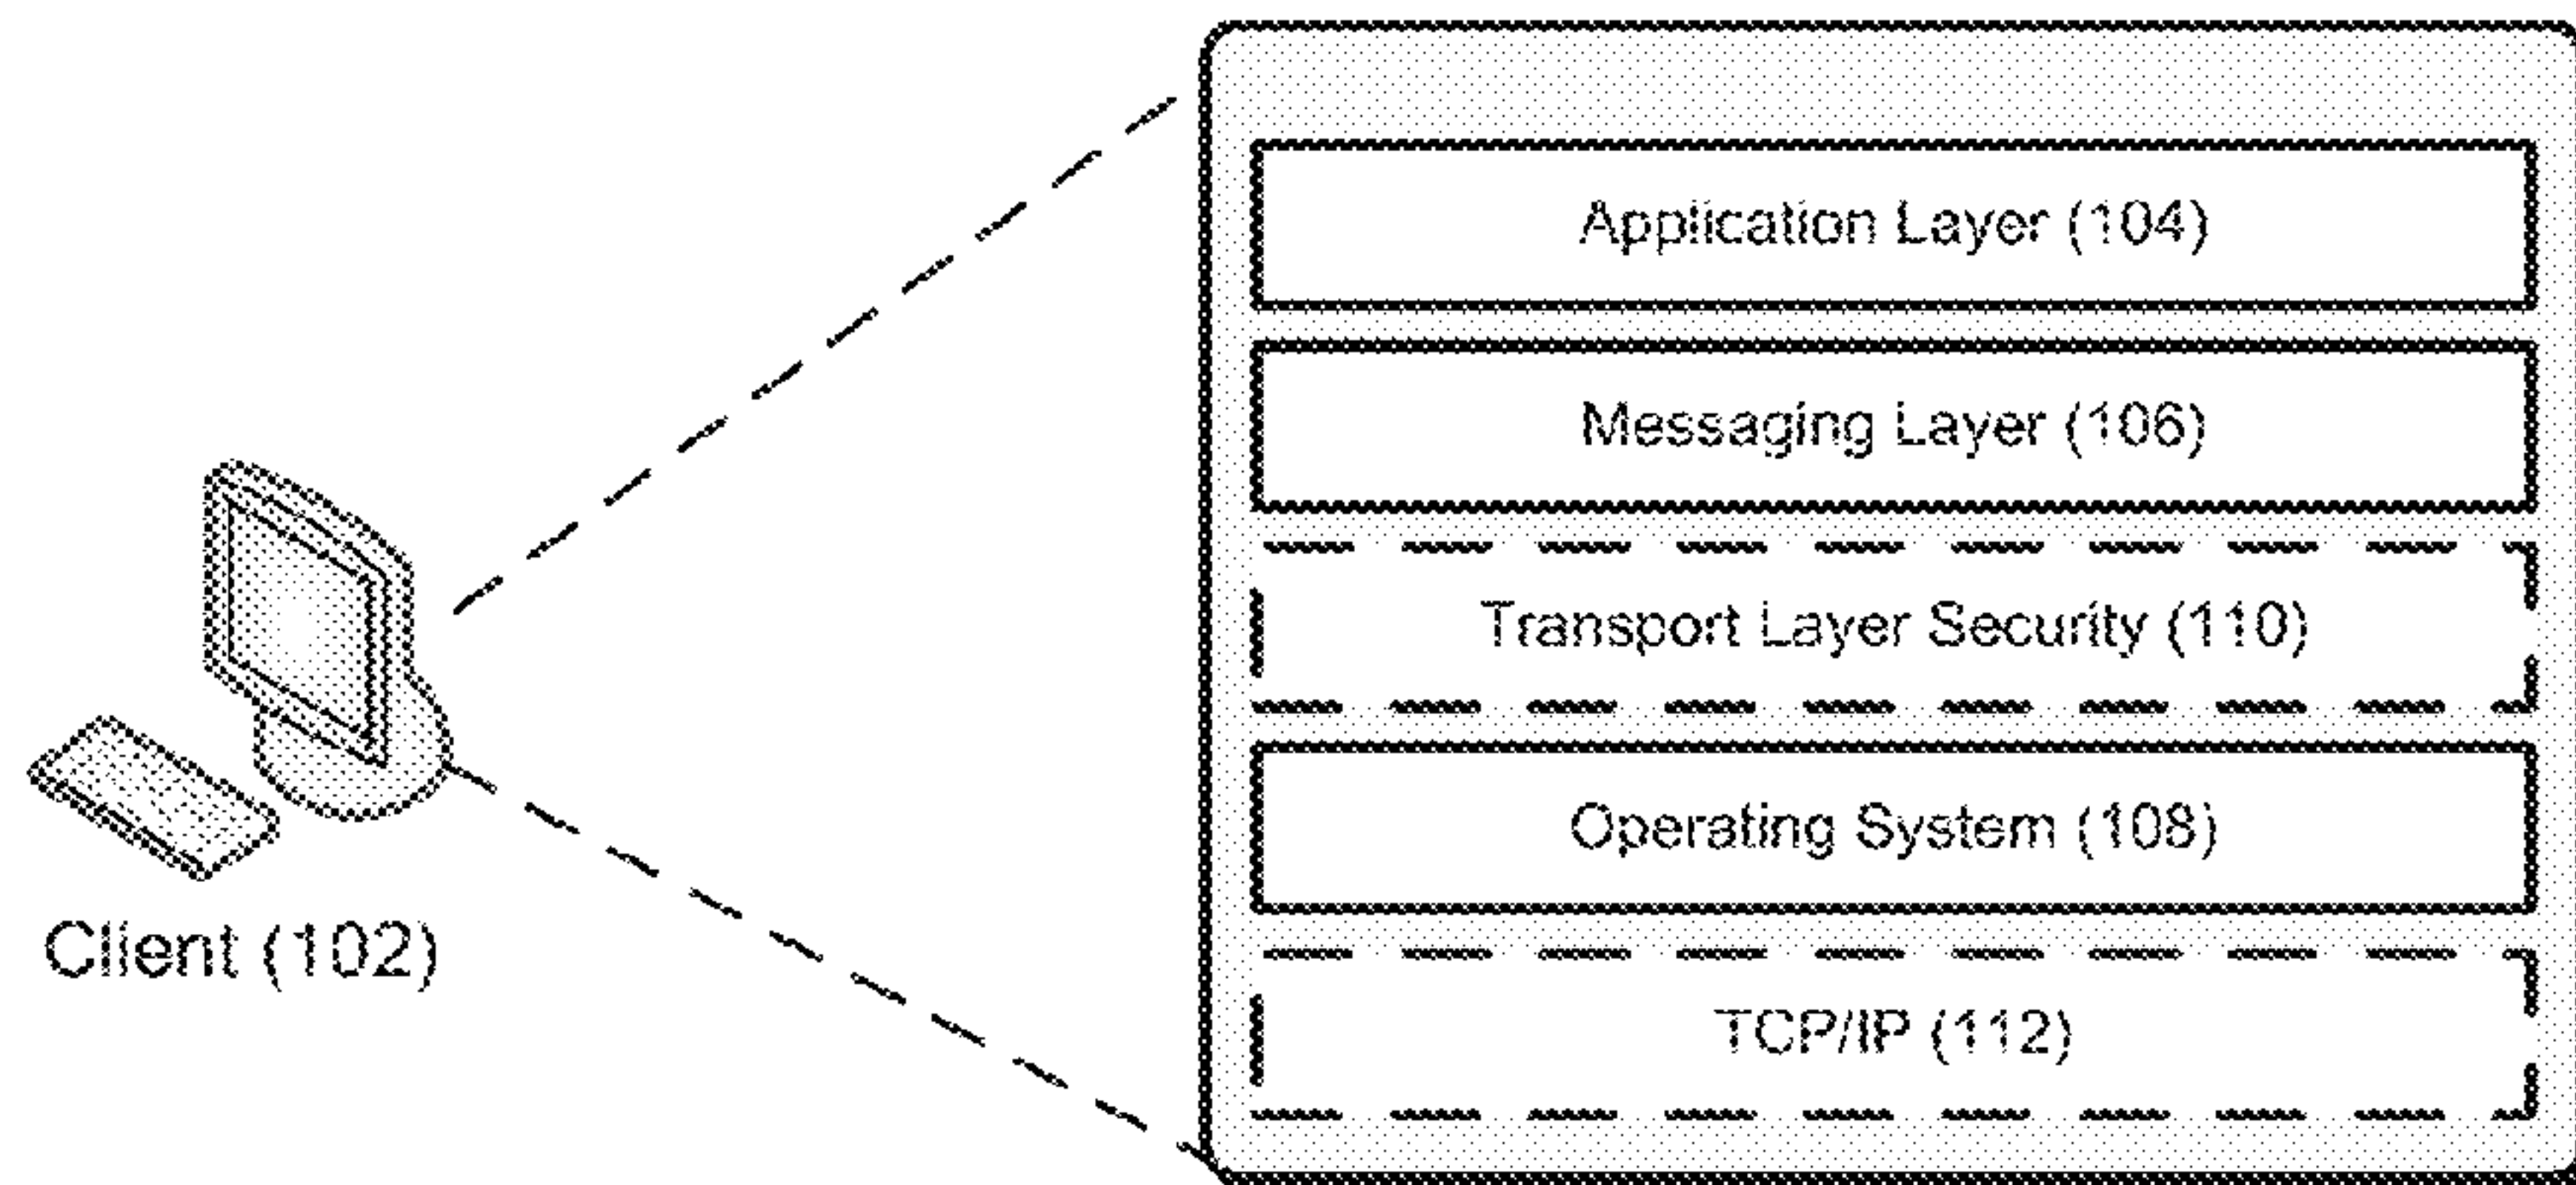 Application Layer (104)
Messaging Layer (106)
Transport Layer Security (110)
Operating System (108)
TCP/IP (112)
Client (102)